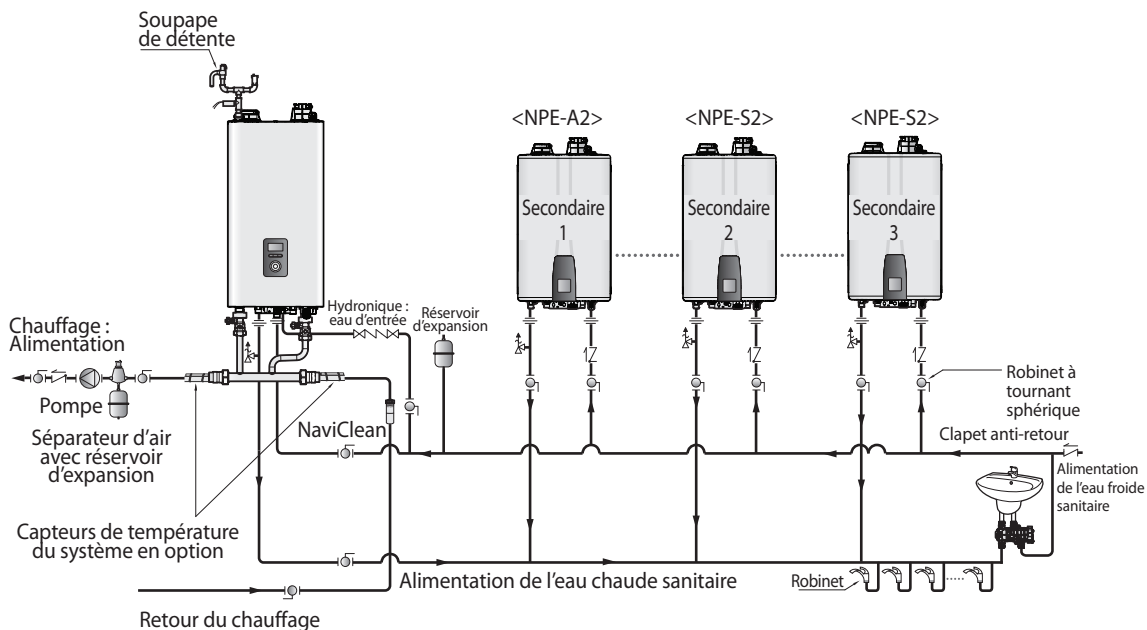 Soupape
de détente
<NPE-A2>
<NPE-S2>
<NPE-S2>
Secondaire
1
Secondaire
2
Secondaire
3
Chauffage :
Alimentation
Hydronique :
eau d'entrée
Réservoir
d'expansion
Pompe
NaviClean
Robinet à
tournant
sphérique
Séparateur d'air
avec réservoir
d'expansion
Clapet anti-retour
Alimentation
de l'eau froide
sanitaire
Capteurs de température
du système en option
Alimentation de l'eau chaude sanitaire
Robinet
Retour du chauffage